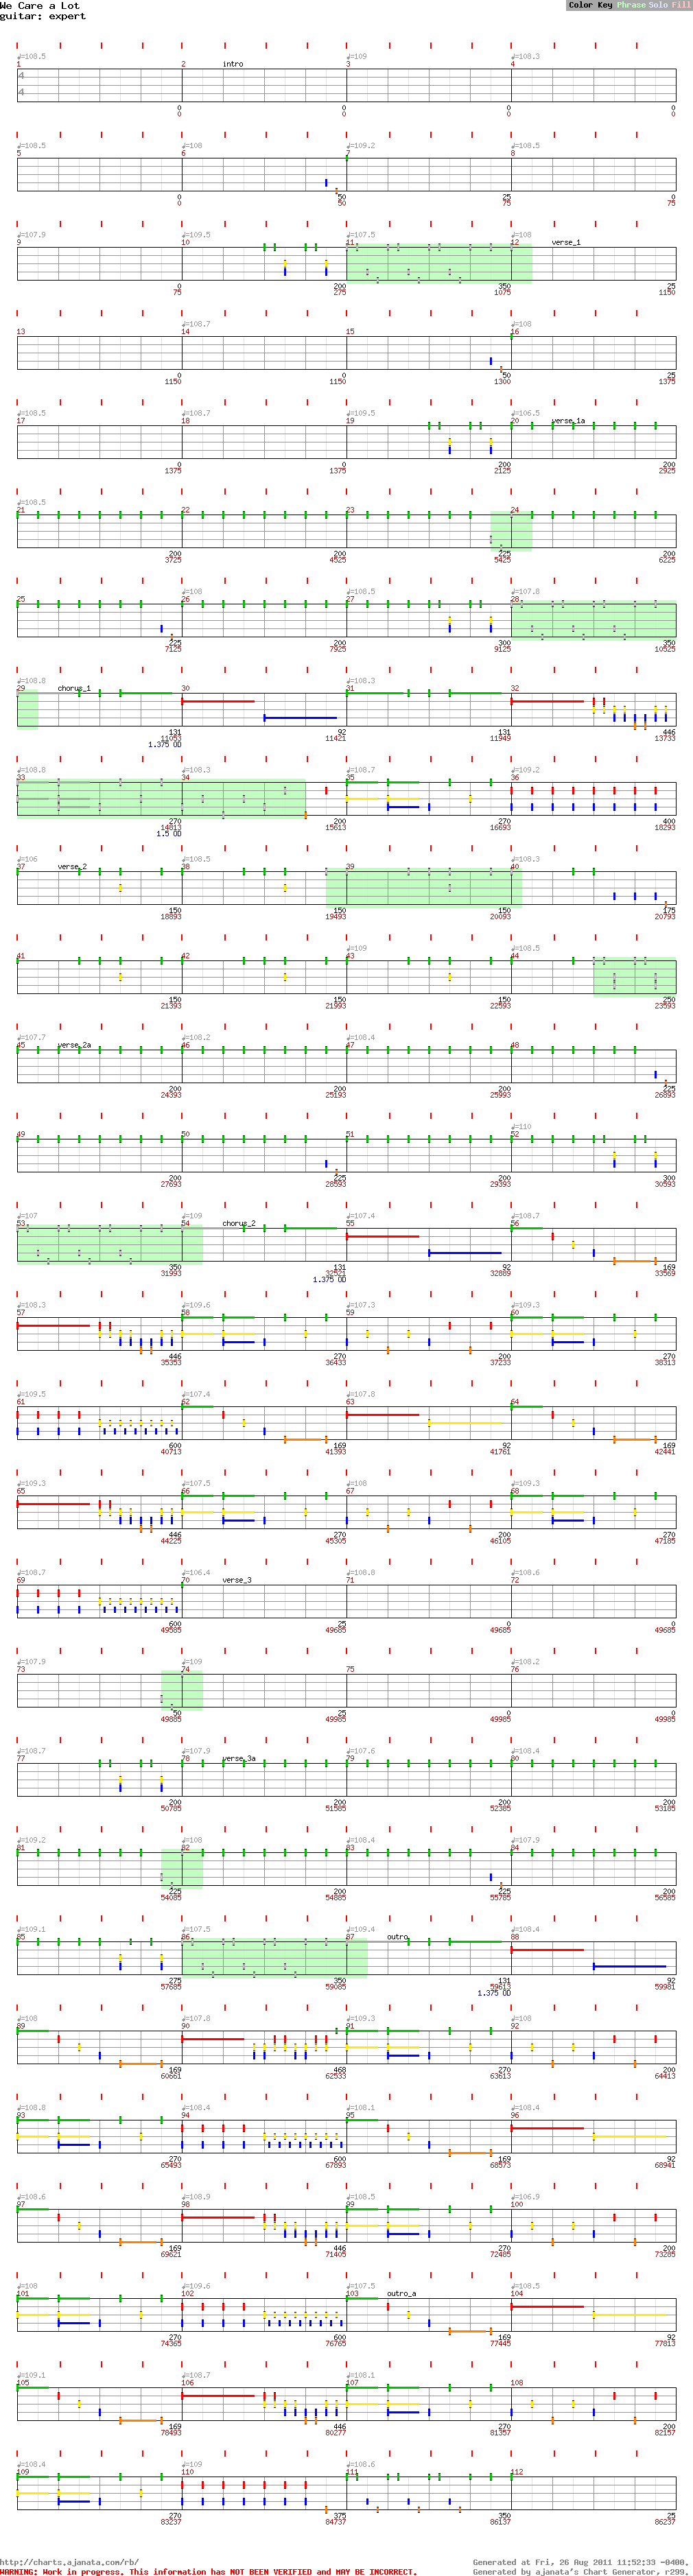 We Care a Lot
guitar: expert
Color Key Phrase Solo Fill
♩=108.5 ♩=109 ♩=108.3
1 2 intro 3 4
4
4
0 0 0 0
0 0 0 0
♩=108.5 ♩=108 ♩=109.2 ♩=108.5
5 6 7 8
0 50 25 0
0 50 75 75
♩=107.9 ♩=109.5 ♩=107.5 ♩=108
9 10 11 12 verse_1
0 200 350 25
75 275 1075 1150
♩=108.7 ♩=108
13 14 15 16
0 0 50 25
1150 1150 1300 1375
♩=108.5 ♩=108.7 ♩=109.5 ♩=106.5
17 18 19 20 verse_1a
0 0 200 200
1375 1375 2125 2925
♩=108.5
21 22 23 24
200 200 225 200
3725 4525 5425 6225
♩=108 ♩=108.5 ♩=107.8
25 26 27 28
225 200 300 350
7125 7925 9125 10525
♩=108.8 ♩=108.3
29 chorus_1 30 31 32
131 92 131 446
11053 11421 11949 13733
1.375 OD
♩=108.8 ♩=108.3 ♩=108.7 ♩=109.2
33 34 35 36
270 200 270 400
14813 15613 16693 18293
1.5 OD
♩=106 ♩=108.5 ♩=108.3
37 verse_2 38 39 40
150 150 150 175
18893 19493 20093 20793
♩=109 ♩=108.5
41 42 43 44
150 150 150 250
21393 21993 22593 23593
♩=107.7 ♩=108.2 ♩=108.4
45 verse_2a 46 47 48
200 200 200 225
24393 25193 25993 26893
♩=110
49 50 51 52
200 225 200 300
27693 28593 29393 30593
♩=107 ♩=109 ♩=107.4 ♩=108.7
53 54 chorus_2 55 56
350 131 92 169
31993 32521 32889 33569
1.375 OD
♩=108.3 ♩=109.6 ♩=107.3 ♩=109.3
57 58 59 60
446 270 200 270
35353 36433 37233 38313
♩=109.5 ♩=107.4 ♩=107.8
61 62 63 64
600 169 92 169
40713 41393 41761 42441
♩=109.3 ♩=107.5 ♩=108 ♩=109.3
65 66 67 68
446 270 200 270
44225 45305 46105 47185
♩=108.7 ♩=106.4 ♩=108.8 ♩=108.6
69 70 verse_3 71 72
600 25 0 0
49585 49685 49685 49685
♩=107.9 ♩=109 ♩=108.2
73 74 75 76
50 25 0 0
49885 49985 49985 49985
♩=108.7 ♩=107.9 ♩=107.6 ♩=108.4
77 78 verse_3a 79 80
200 200 200 200
50785 51585 52385 53185
♩=109.2 ♩=108 ♩=108.4 ♩=107.9
81 82 83 84
225 200 225 200
54085 54885 55785 56585
♩=109.1 ♩=107.5 ♩=109.4 ♩=108.4
85 86 87 outro 88
275 350 131 92
57685 59085 59613 59981
1.375 OD
♩=108 ♩=107.8 ♩=109.3 ♩=108
89 90 91 92
169 468 270 200
60661 62533 63613 64413
♩=108.8 ♩=108.4 ♩=108.1 ♩=108.4
93 94 95 96
270 600 169 92
65493 67893 68573 68941
♩=108.6 ♩=108.9 ♩=108.5 ♩=106.9
97 98 99 100
169 446 270 200
69621 71405 72485 73285
♩=108 ♩=109.6 ♩=107.5 ♩=108.5
101 102 103 outro_a 104
270 600 169 92
74365 76765 77445 77813
♩=109.1 ♩=108.7 ♩=108.1
105 106 107 108
169 446 270 200
78493 80277 81357 82157
♩=108.4 ♩=109 ♩=108.6
109 110 111 112
270 350 350 25
83237 84737 86137 86237
http://charts.ajanata.com/rb/ Generated at Fri, 26 Aug 2011 11:52:33 -0400.
WARNING: Work in progress. This information has NOT BEEN VERIFIED and MAY BE INCORRECT. Generated by ajanata's Chart Generator, r299.